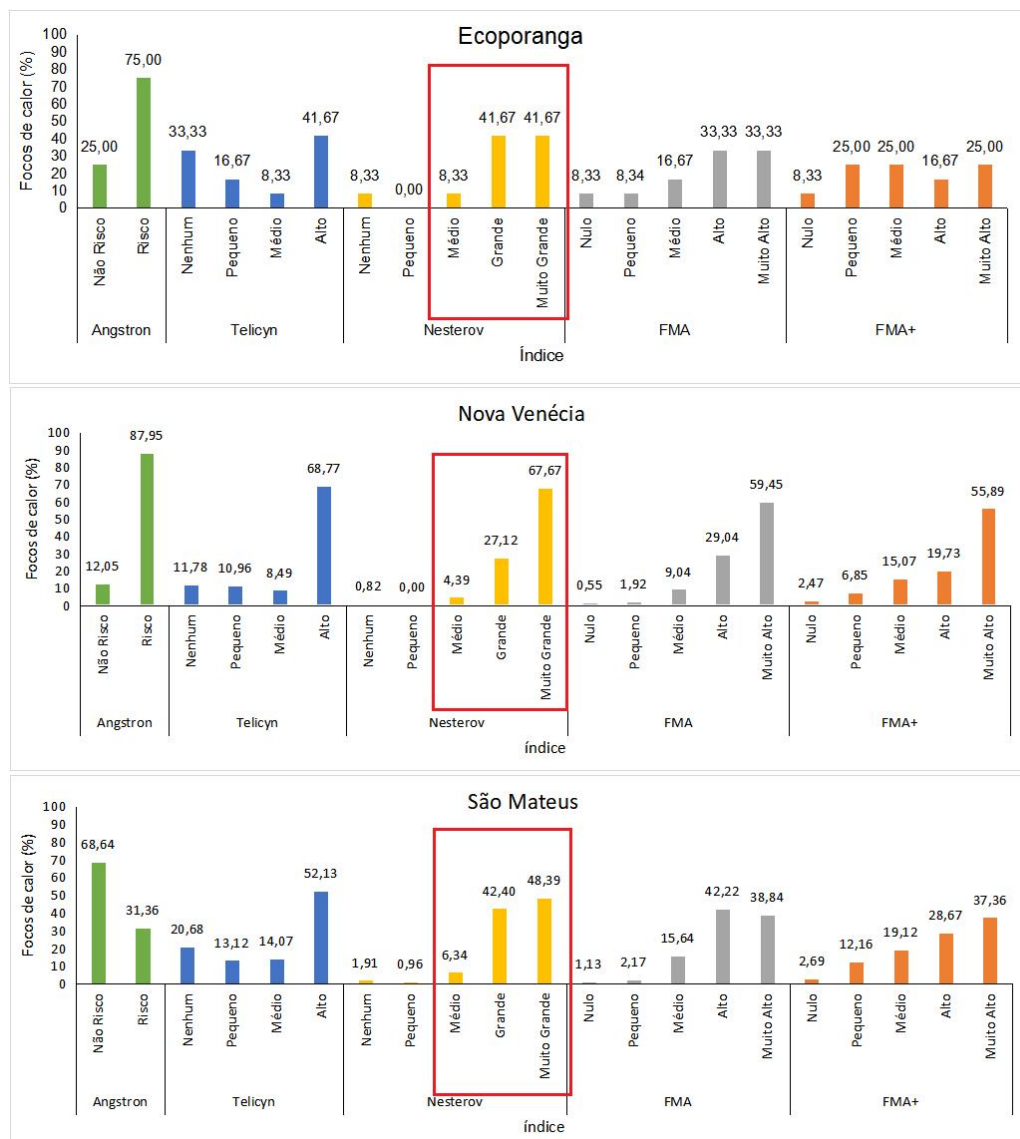 Ecoporanga
Focos de calor (%)
100
90
80
70
60
50
40
30
20
10
0
25,00
75,00
33,33
16,67
8,33
41,67
8,33
0,00
8,33
41,67
41,67
8,33
8,34
16,67
33,33
33,33
8,33
25,00
25,00
16,67
25,00
Não Risco
Risco
Nenhum
Pequeno
Médio
Alto
Nenhum
Pequeno
Médio
Grande
Muito Grande
Nulo
Pequeno
Médio
Alto
Muito Alto
Nulo
Pequeno
Médio
Alto
Muito Alto
Angstron
Telicyn
Nesterov
FMA
FMA+
Índice
Nova Venécia
Focos de calor (%)
100
90
80
70
60
50
40
30
20
10
0
12,05
87,95
11,78
10,96
8,49
68,77
0,82
0,00
4,39
27,12
67,67
0,55
1,92
9,04
29,04
59,45
2,47
6,85
15,07
19,73
55,89
Não Risco
Risco
Nenhum
Pequeno
Médio
Alto
Nenhum
Pequeno
Médio
Grande
Muito Grande
Nulo
Pequeno
Médio
Alto
Muito Alto
Nulo
Pequeno
Médio
Alto
Muito Alto
Angstron
Telicyn
Nesterov
FMA
FMA+
índice
São Mateus
Focos de calor (%)
100
90
80
70
60
50
40
30
20
10
0
68,64
31,36
20,68
13,12
14,07
52,13
1,91
0,96
6,34
42,40
48,39
1,13
2,17
15,64
42,22
38,84
2,69
12,16
19,12
28,67
37,36
Não Risco
Risco
Nenhum
Pequeno
Médio
Alto
Nenhum
Pequeno
Médio
Grande
Muito Grande
Nulo
Pequeno
Médio
Alto
Muito Alto
Nulo
Pequeno
Médio
Alto
Muito Alto
Angstron
Telicyn
Nesterov
FMA
FMA+
índice